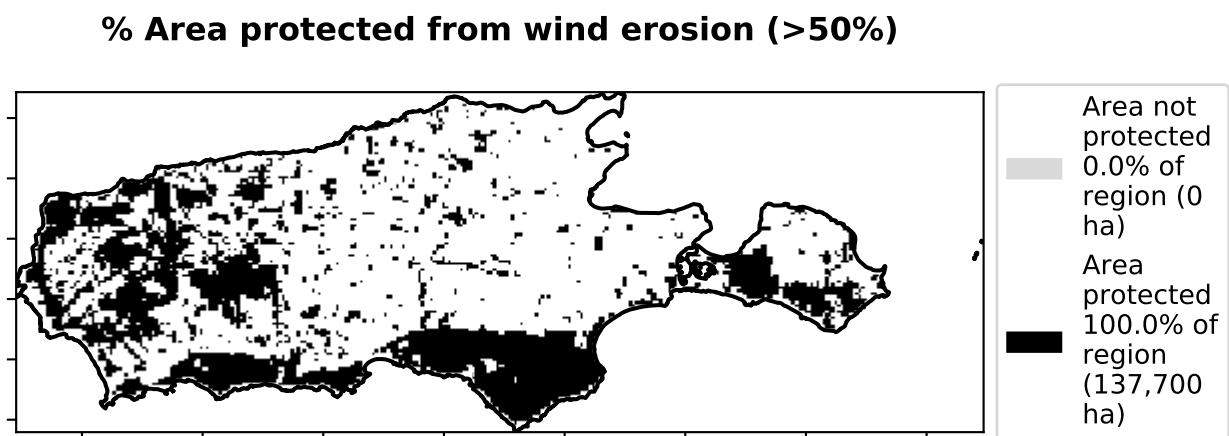 % Area protected from wind erosion (>50%)
Area not
protected
0.0% of
region (0
ha)
Area
protected
100.0% of
region
(137,700
ha)